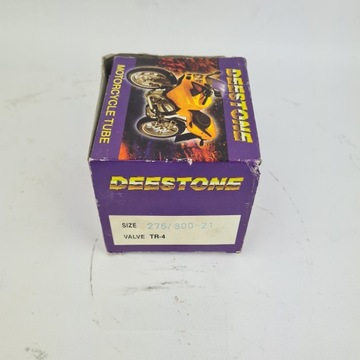 DEESTONE
MOTORCYCLE TUBE
DEESTONE
SIZE 275/300-21
VALVE TR-4